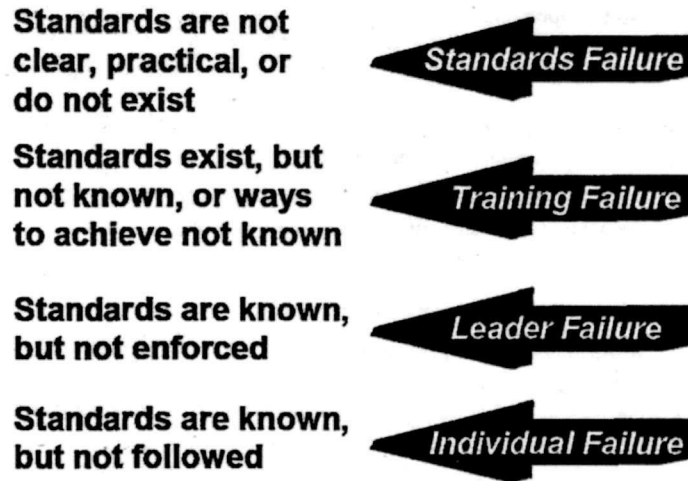 Standards are not
clear, practical, or
do not exist
Standards Failure
Standards exist, but
not known, or ways
to achieve not known
Training Failure
Standards are known,
but not enforced
Leader Failure
Standards are known,
but not followed
Individual Failure